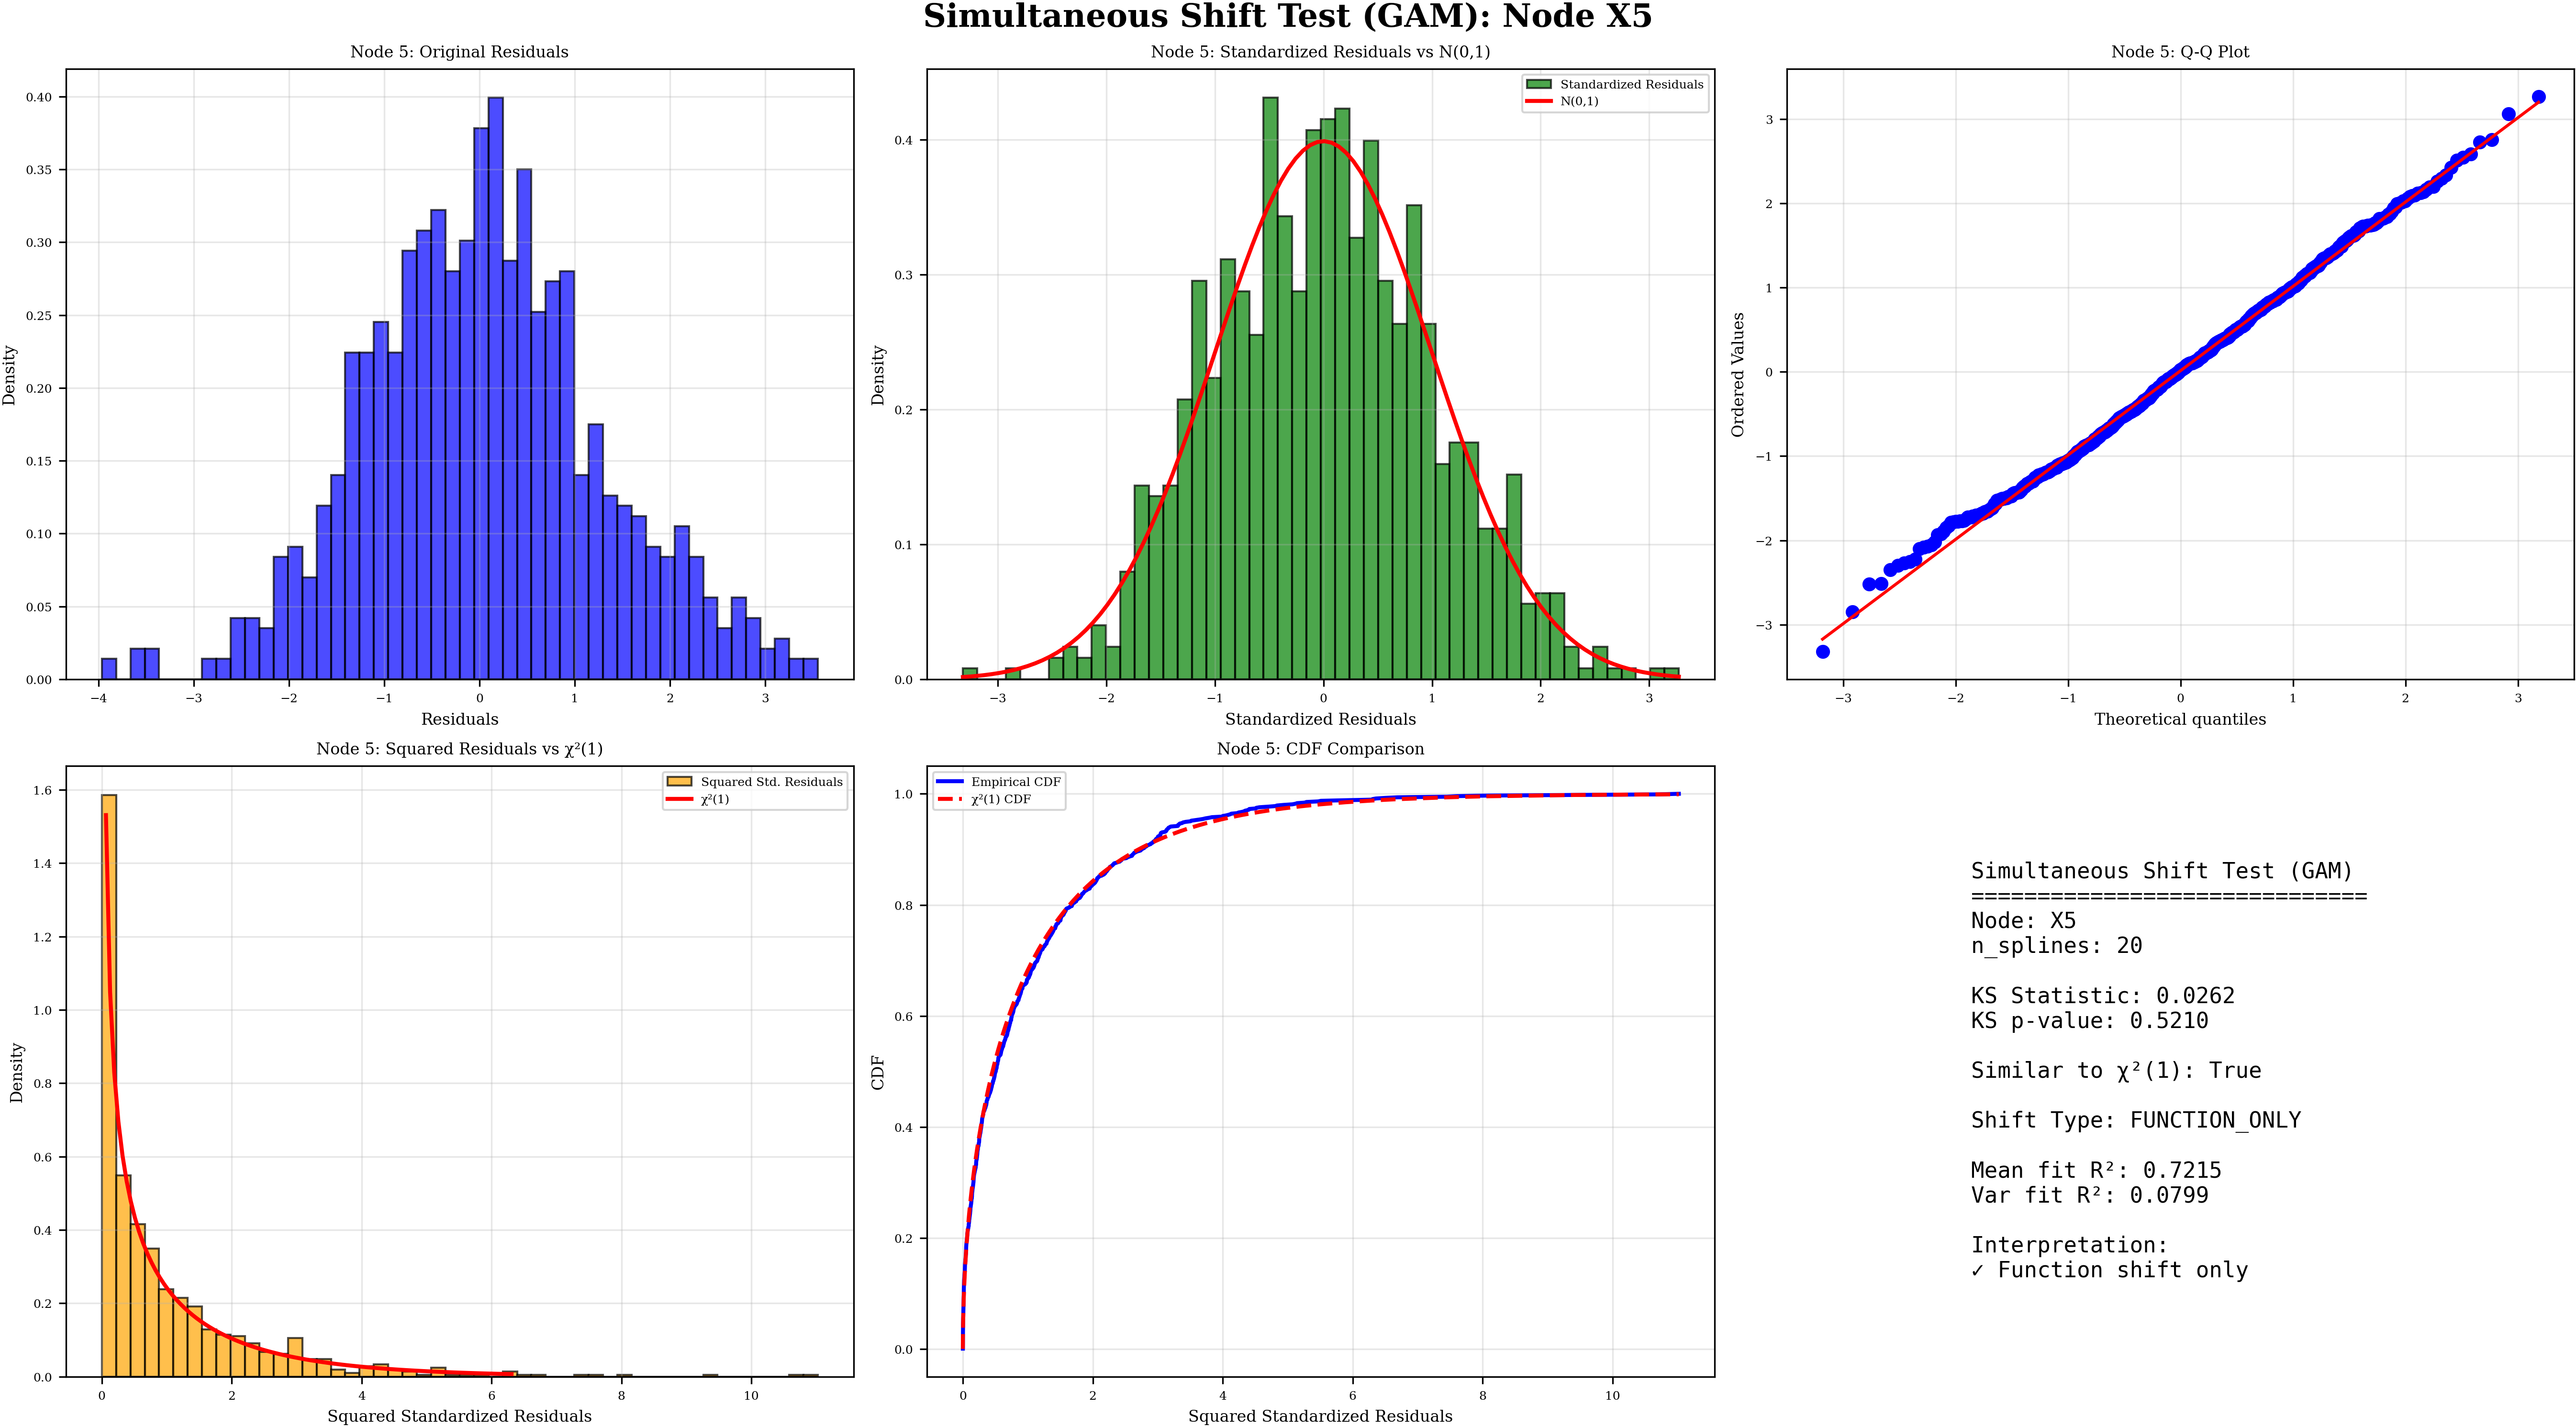 Simultaneous Shift Test (GAM): Node X5
Node 5: Original Residuals
Density
0.40
0.35
0.30
0.25
0.20
0.15
0.10
0.05
0.00
−4 −3 −2 −1 0 1 2 3
Residuals
Node 5: Standardized Residuals vs N(0,1)
Standardized Residuals
N(0,1)
Density
0.4
0.3
0.2
0.1
0.0
−3 −2 −1 0 1 2 3
Standardized Residuals
Node 5: Q-Q Plot
Ordered Values
3
2
1
0
−1
−2
−3
−3 −2 −1 0 1 2 3
Theoretical quantiles
Node 5: Squared Residuals vs χ²(1)
Squared Std. Residuals
χ²(1)
Density
1.6
1.4
1.2
1.0
0.8
0.6
0.4
0.2
0.0
0 2 4 6 8 10
Squared Standardized Residuals
Node 5: CDF Comparison
Empirical CDF
χ²(1) CDF
CDF
1.0
0.8
0.6
0.4
0.2
0.0
0 2 4 6 8 10
Squared Standardized Residuals
Simultaneous Shift Test (GAM)
==============================
Node: X5
n_splines: 20
KS Statistic: 0.0262
KS p-value: 0.5210
Similar to χ²(1): True
Shift Type: FUNCTION_ONLY
Mean fit R²: 0.7215
Var fit R²: 0.0799
Interpretation:
✓ Function shift only